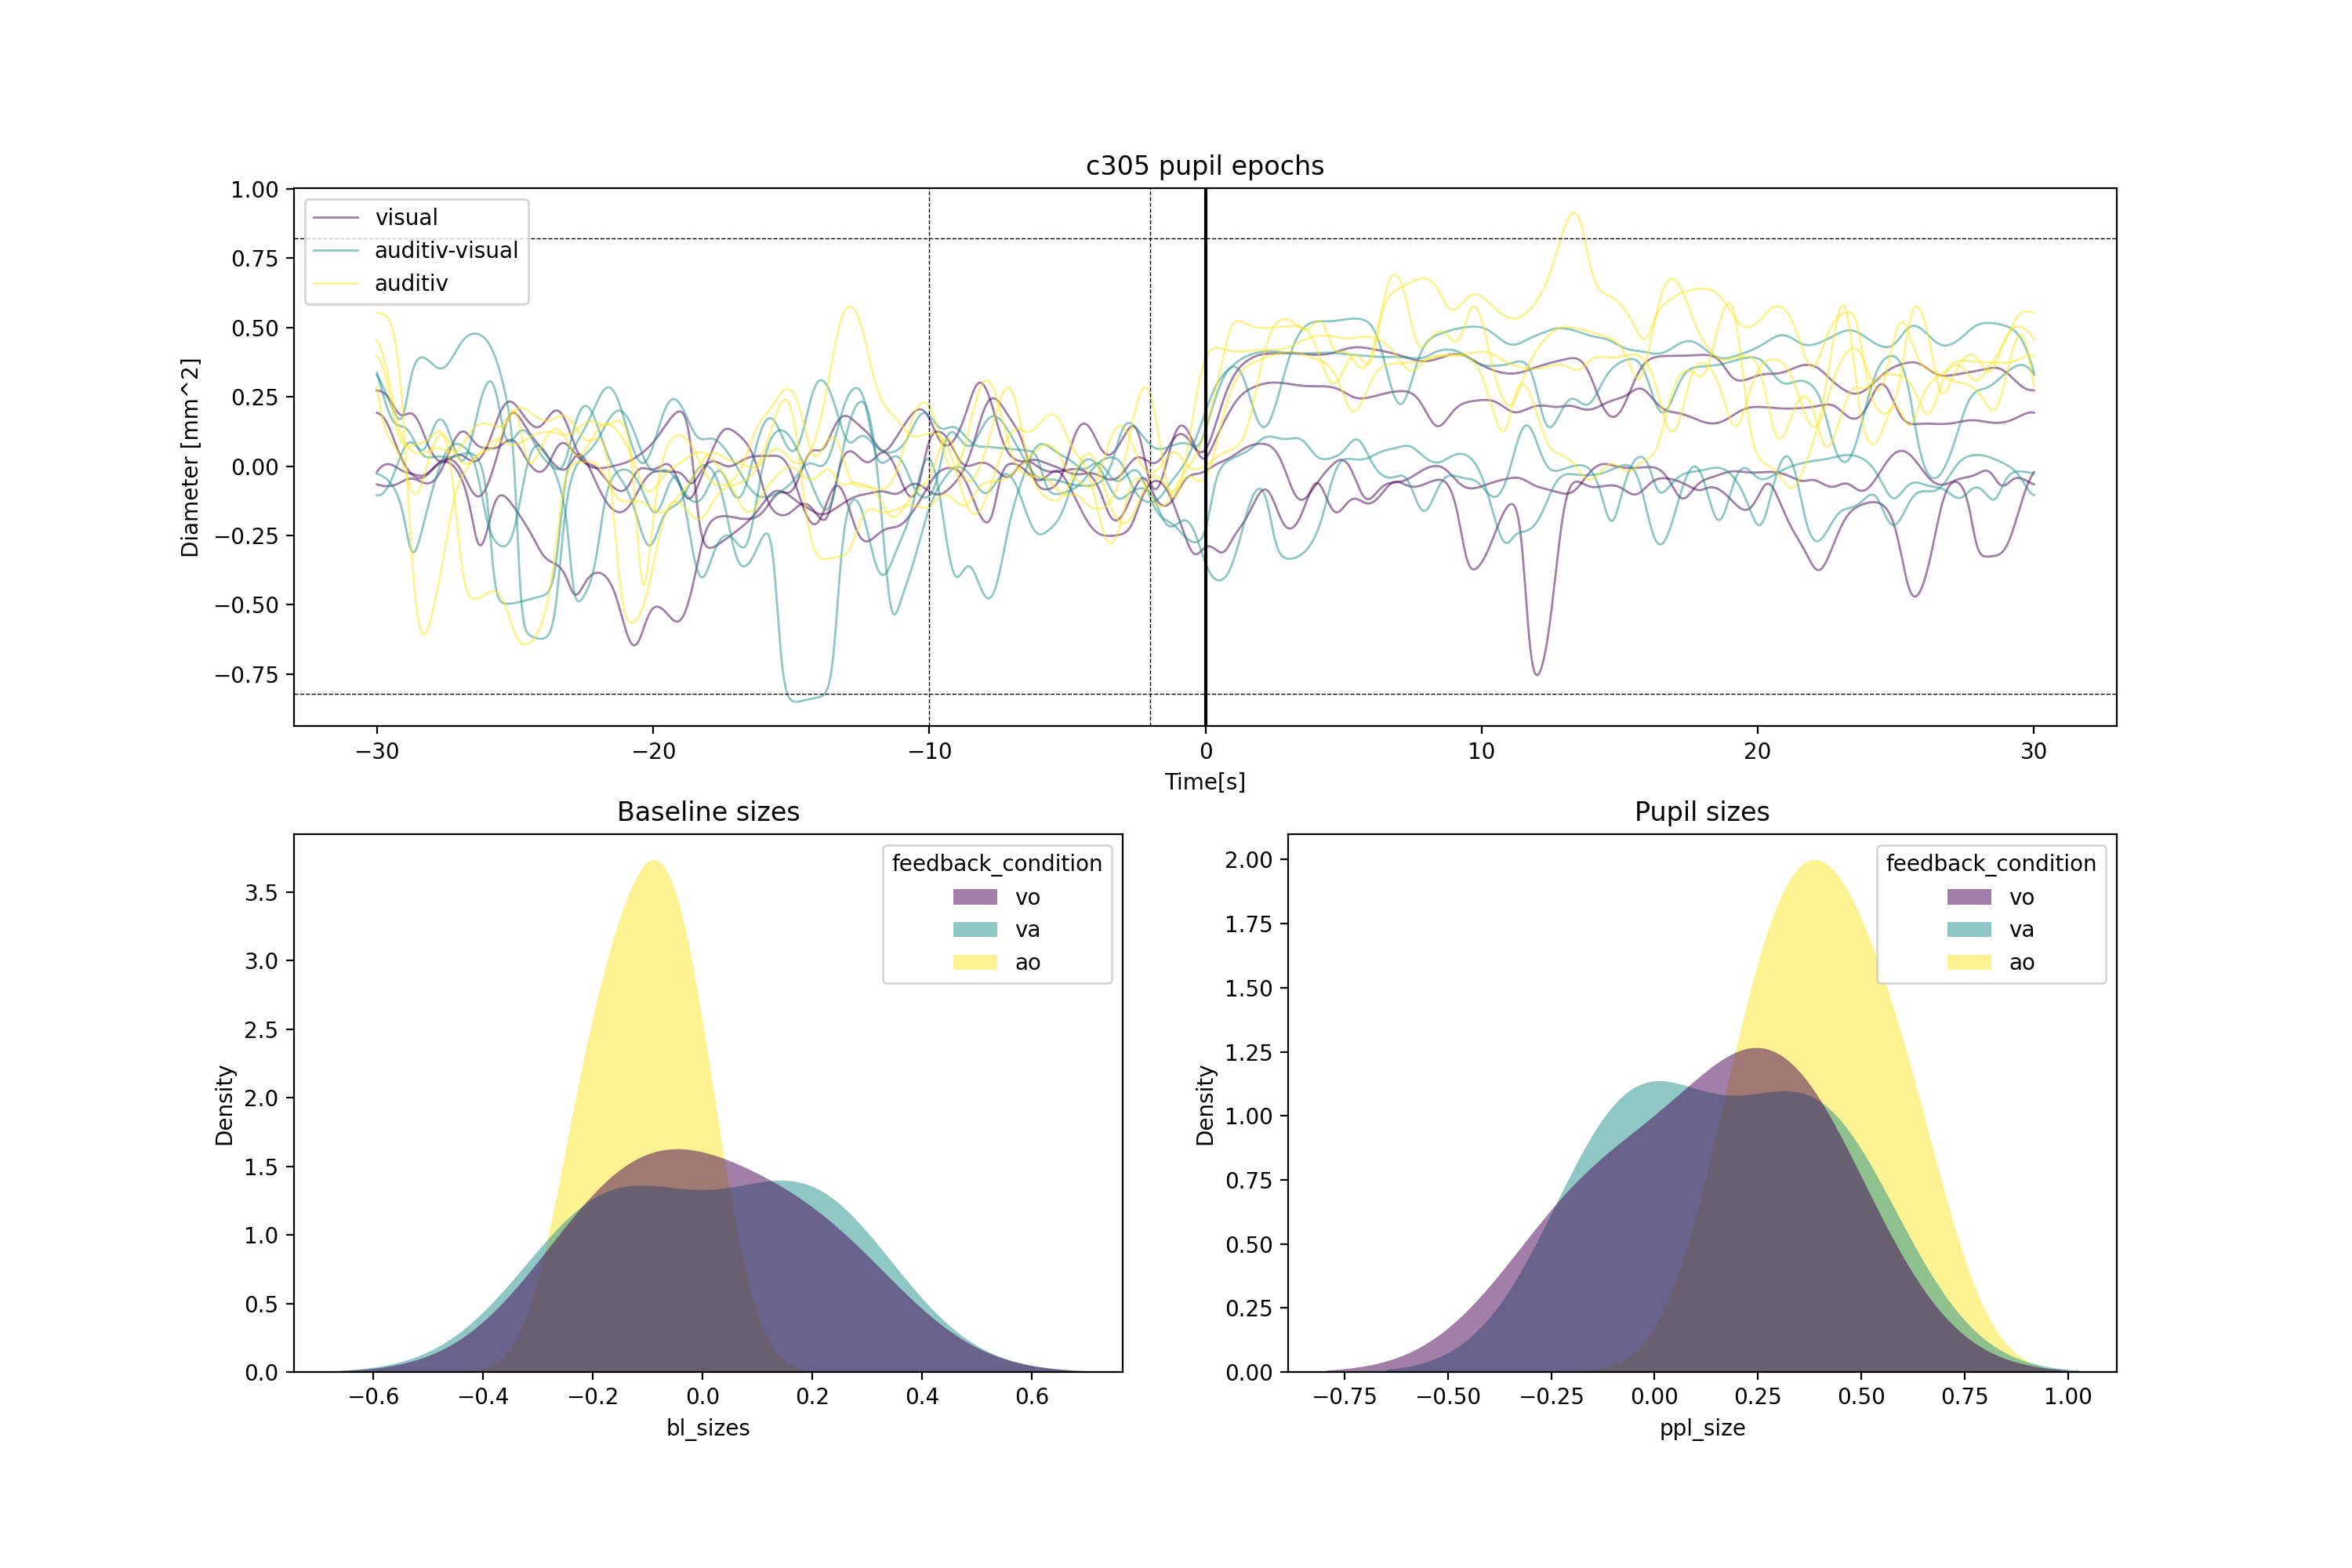 c305 pupil epochs
1.00
0.75
0.50
0.25
0.00
−0.25
−0.50
−0.75
Diameter [mm^2]
visual
auditiv-visual
auditiv
−30
−20
−10
0
10
20
30
Time[s]
Baseline sizes
3.5
3.0
2.5
2.0
1.5
1.0
0.5
0.0
Density
feedback_condition
vo
va
ao
−0.6
−0.4
−0.2
0.0
0.2
0.4
0.6
bl_sizes
Pupil sizes
2.00
1.75
1.50
1.25
1.00
0.75
0.50
0.25
0.00
Density
feedback_condition
vo
va
ao
−0.75
−0.50
−0.25
0.00
0.25
0.50
0.75
1.00
ppl_size